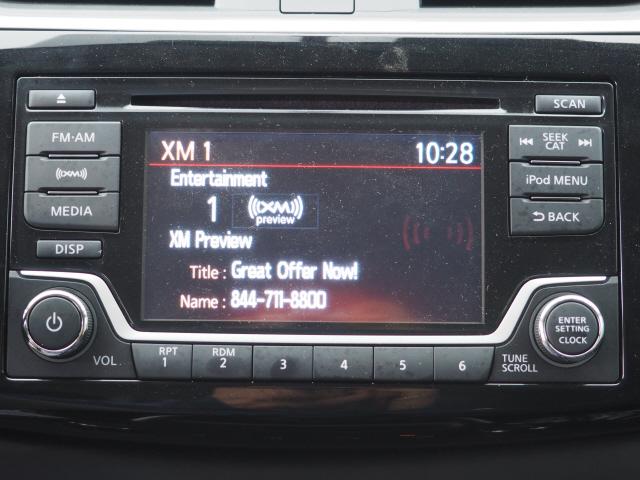 SCAN
FM·AM
((XM))
MEDIA
DISP
VOL
XM 1 10:28
Entertainment
1 ((XM)) preview
XM Preview
Title : Great Offer Now!
Name : 844-711-8800
SEEK
CAT
iPod MENU
BACK
ENTER
SETTING
CLOCK
TUNE
SCROLL
RPT
1
RDM
2
3
4
5
6